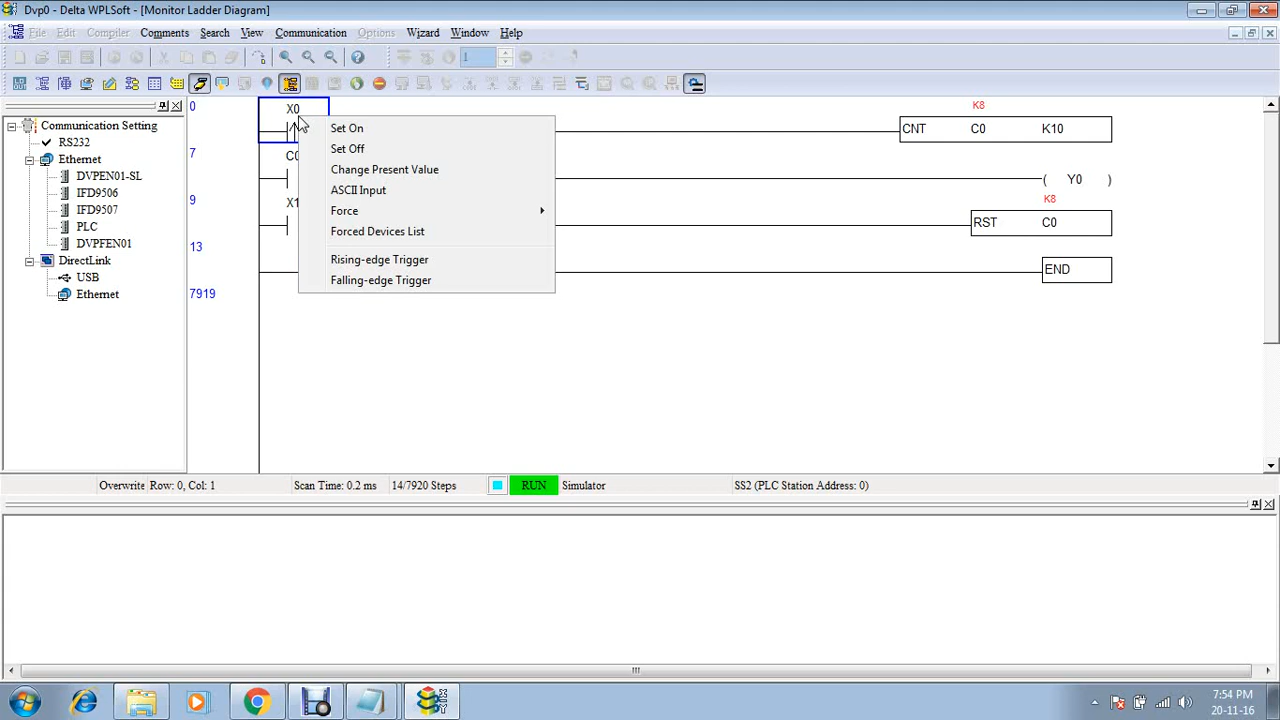 Dvp0 - Delta WPLSoft - [Monitor Ladder Diagram]
File Edit Compiler Comments Search View Communication Options Wizard Window Help
1
Communication Setting
RS232
Ethernet
DVPEN01-SL
IFD9506
IFD9507
PLC
DVPFEN01
DirectLink
USB
Ethernet
0
X0
K8
CNT C0 K10
7
C0
Y0
9
X1
K8
RST C0
13
END
7919
Set On
Set Off
Change Present Value
ASCII Input
Force
Forced Devices List
Rising-edge Trigger
Falling-edge Trigger
Overwrite Row: 0, Col: 1 Scan Time: 0.2 ms 14/7920 Steps RUN Simulator SS2 (PLC Station Address: 0)
7:54 PM
20-11-16